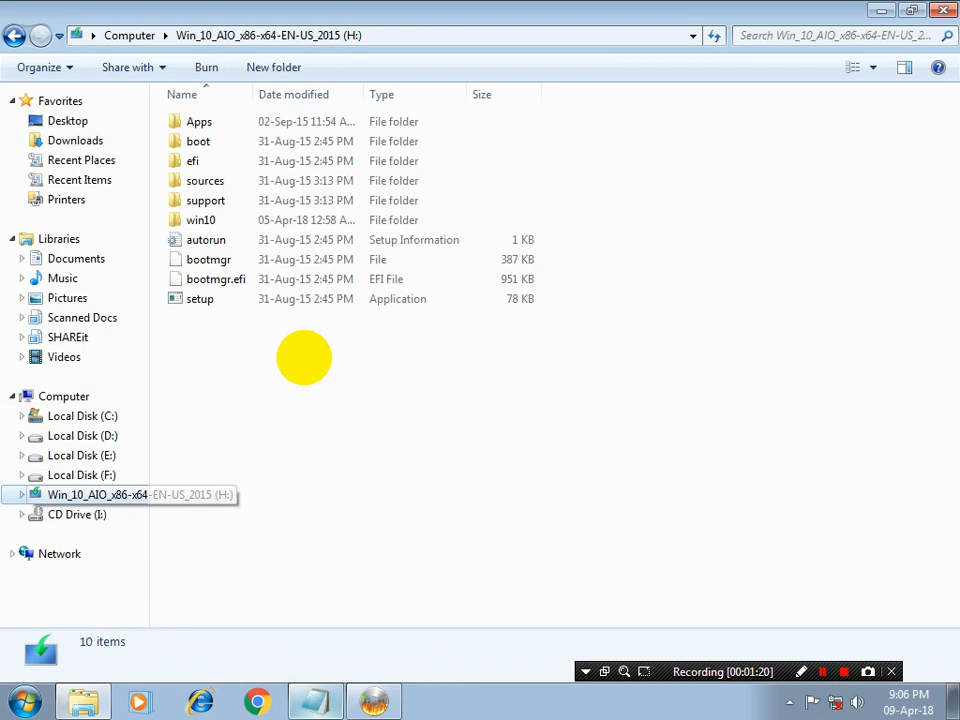 Computer Win_10_AIO_x86-x64-EN-US_2015 (H:) Search Win_10_AIO_x86-x64-EN-US_2...
Organize Share with Burn New folder
Name Date modified Type Size
Favorites
Desktop
Downloads
Recent Places
Recent Items
Printers
Libraries
Documents
Music
Pictures
Scanned Docs
SHAREit
Videos
Computer
Local Disk (C:)
Local Disk (D:)
Local Disk (E:)
Local Disk (F:)
Win_10_AIO_x86-x64-EN-US_2015 (H:)
CD Drive (I:)
Network
Apps 02-Sep-15 11:54 A... File folder
boot 31-Aug-15 2:45 PM File folder
efi 31-Aug-15 2:45 PM File folder
sources 31-Aug-15 3:13 PM File folder
support 31-Aug-15 3:13 PM File folder
win10 05-Apr-18 12:58 A... File folder
autorun 31-Aug-15 2:45 PM Setup Information 1 KB
bootmgr 31-Aug-15 2:45 PM File 387 KB
bootmgr.efi 31-Aug-15 2:45 PM EFI File 951 KB
setup 31-Aug-15 2:45 PM Application 78 KB
10 items
Recording [00:01:20]
9:06 PM
09-Apr-18